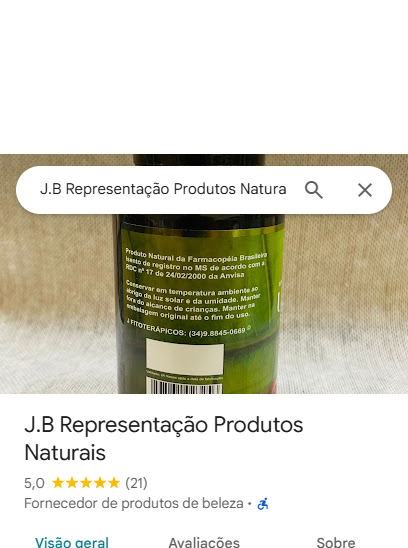 J.B Representação Produtos Natura
Produto Natural da Farmacopéia Brasileira
Isento de registro no MS de acordo com a
RDC nº 17 de 24/02/2000 da Anvisa
Conservar em temperatura ambiente ao
abrigo da luz solar e da umidade. Manter
fora do alcance de crianças. Manter na
embalagem original até o fim do uso.
J FITOTERÁPICOS: (34)9.8845-0669
J.B Representação Produtos
Naturais
5,0 ★★★★★ (21)
Fornecedor de produtos de beleza ·
Visão geral
Avaliações
Sobre